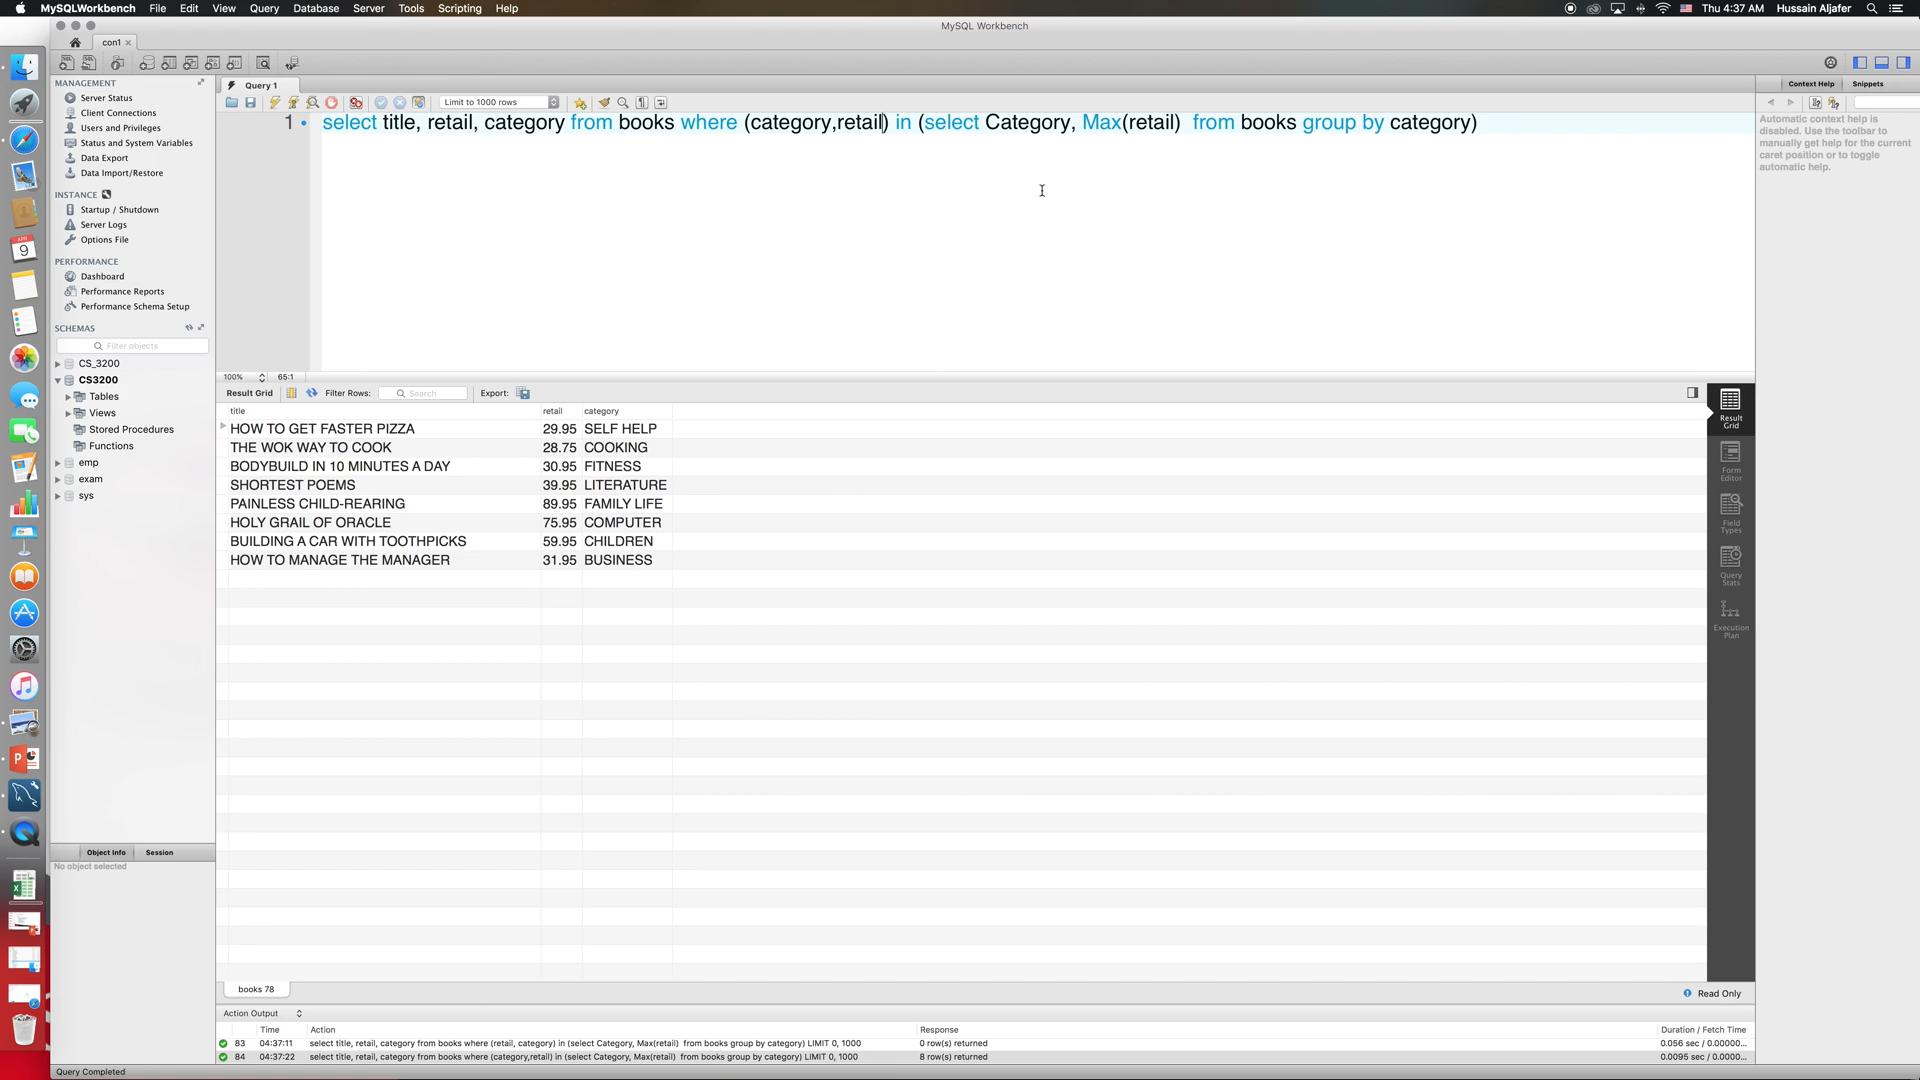 MySQLWorkbench File Edit View Query Database Server Tools Scripting Help Thu 4:37 AM Hussain Aljafer
MySQL Workbench
con1
MANAGEMENT
Server Status
Client Connections
Users and Privileges
Status and System Variables
Data Export
Data Import/Restore
INSTANCE
Startup / Shutdown
Server Logs
Options File
PERFORMANCE
Dashboard
Performance Reports
Performance Schema Setup
SCHEMAS
Filter objects
CS_3200
CS3200
Tables
Views
Stored Procedures
Functions
emp
exam
sys
Object Info Session
No object selected
Query Completed
Query 1
Limit to 1000 rows
1 select title, retail, category from books where (category,retail) in (select Category, Max(retail) from books group by category)
100% 65:1
Result Grid Filter Rows: Search Export:
title retail category
HOW TO GET FASTER PIZZA 29.95 SELF HELP
THE WOK WAY TO COOK 28.75 COOKING
BODYBUILD IN 10 MINUTES A DAY 30.95 FITNESS
SHORTEST POEMS 39.95 LITERATURE
PAINLESS CHILD-REARING 89.95 FAMILY LIFE
HOLY GRAIL OF ORACLE 75.95 COMPUTER
BUILDING A CAR WITH TOOTHPICKS 59.95 CHILDREN
HOW TO MANAGE THE MANAGER 31.95 BUSINESS
books 78
Read Only
Action Output
Time Action Response Duration / Fetch Time
83 04:37:11 select title, retail, category from books where (retail, category) in (select Category, Max(retail) from books group by category) LIMIT 0, 1000 0 row(s) returned 0.056 sec / 0.00000...
84 04:37:22 select title, retail, category from books where (category,retail) in (select Category, Max(retail) from books group by category) LIMIT 0, 1000 8 row(s) returned 0.0095 sec / 0.0000...
Result
Grid
Form
Editor
Field
Types
Query
Stats
Execution
Plan
Context Help Snippets
Automatic context help is
disabled. Use the toolbar to
manually get help for the current
caret position or to toggle
automatic help.
APR
9